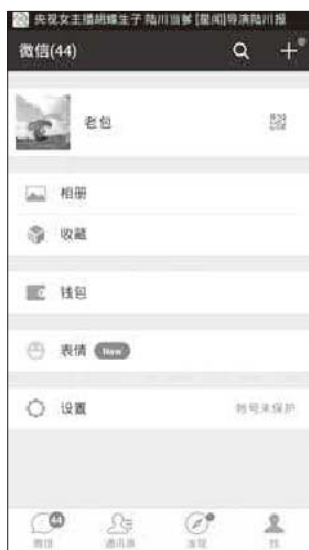 央视女主播胡蝶生子 陆川当爹 [星闻]导演陆川报
微信(44)
老包
相册
收藏
钱包
表情 New
设置 帐号未保护
44
微信 通讯录 发现 我